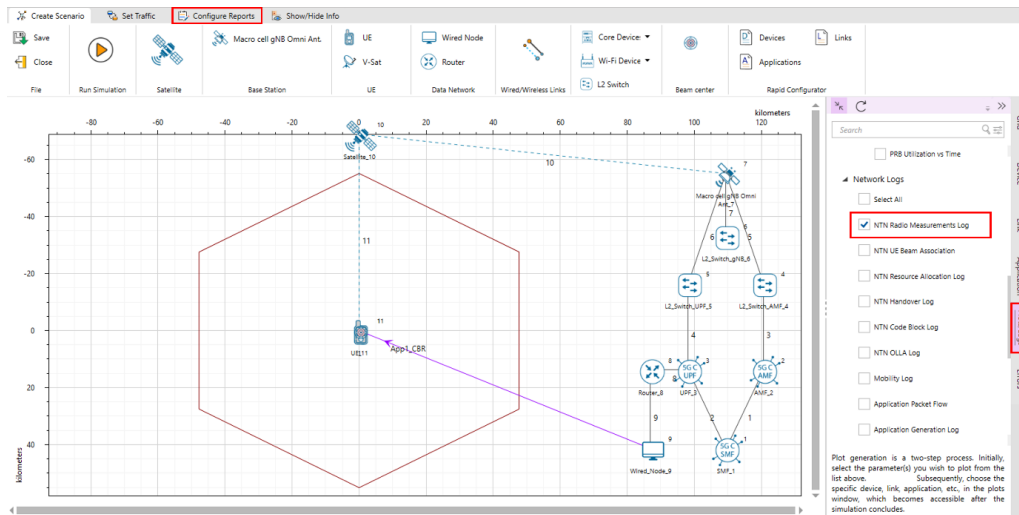 Create Scenario
Set Traffic
Configure Reports
Show/Hide Info
Save
Close
File
Run Simulation
Satellite
Macro cell gNB Omni Ant.
Base Station
UE
V-Sat
UE
Wired Node
Router
Data Network
Wired/Wireless Links
Core Device
Wi-Fi Device
L2 Switch
Beam center
Devices
Links
Applications
Rapid Configurator
kilometers
-80 -60 -40 -20 -0 10 20 40 60 80 100 120
-60
-40
-20
0
20
40
kilometers
Satellite_10
10
7
Macro cell gNB Omni
Ant_7
7
6
6
5
L2_Switch_gNB_6
11
5
4
L2_Switch_UPF_5
L2_Switch_AMF_4
4
3
11
UE_11
App1_CBR
8
8
3
2
5G C
UPF
5G C
AMF
Router_8
UPF_3
AMF_2
9
2
1
9
1
5G C
SMF
Wired_Node_9
SMF_1
Search
PRB Utilization vs Time
Network Logs
Select All
NTN Radio Measurements Log
NTN UE Beam Association
NTN Resource Allocation Log
NTN Handover Log
NTN Code Block Log
NTN OLLA Log
Mobility Log
Application Packet Flow
Application Generation Log
Plot generation is a two-step process. Initially,
select the parameter(s) you wish to plot from the
list above. Subsequently, choose the
specific device, link, application, etc., in the plots
window, which becomes accessible after the
simulation concludes.